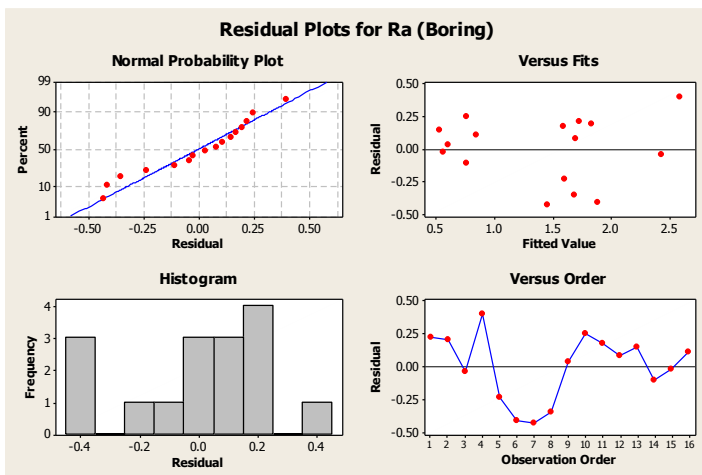 Residual Plots for Ra (Boring)
Normal Probability Plot
99
90
50
10
1
Percent
-0.50 -0.25 0.00 0.25 0.50
Residual
Versus Fits
0.50
0.25
0.00
-0.25
-0.50
Residual
0.5 1.0 1.5 2.0 2.5
Fitted Value
Histogram
4
3
2
1
0
Frequency
-0.4 -0.2 0.0 0.2 0.4
Residual
Versus Order
0.50
0.25
0.00
-0.25
-0.50
Residual
1 2 3 4 5 6 7 8 9 10 11 12 13 14 15 16
Observation Order